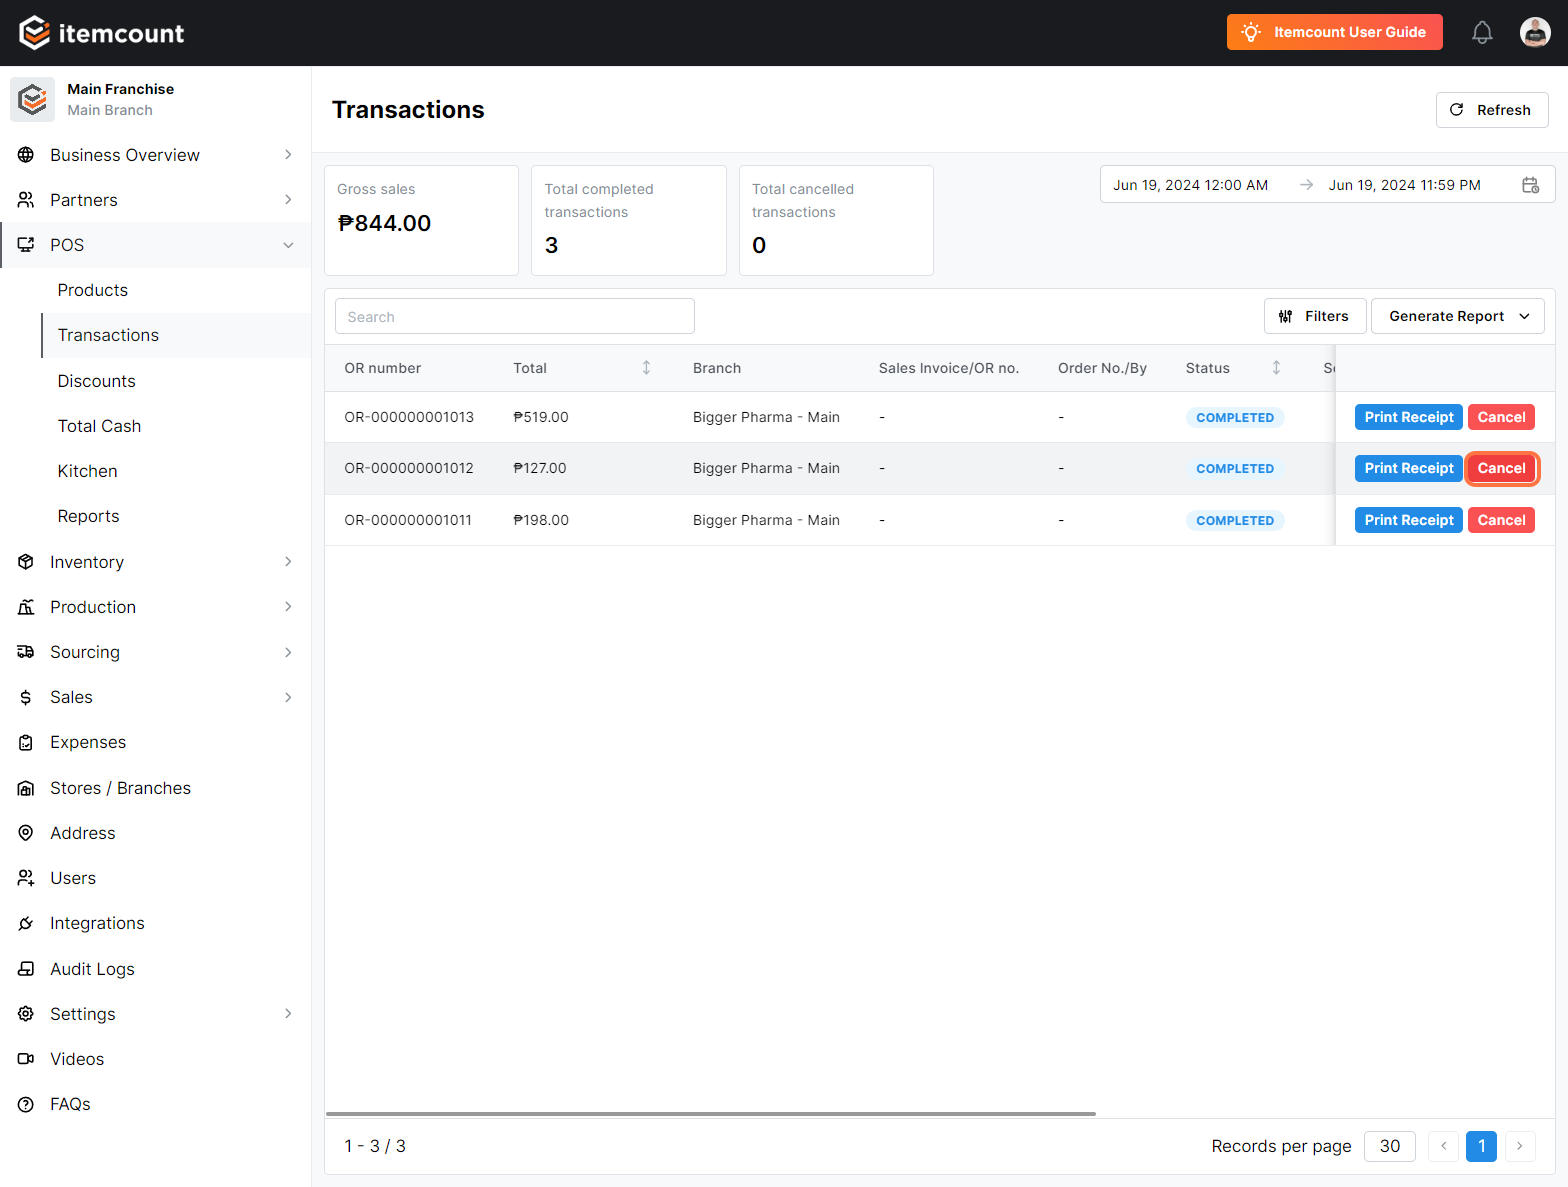 itemcount
Itemcount User Guide
Main Franchise
Main Branch
Business Overview
Partners
POS
Products
Transactions
Discounts
Total Cash
Kitchen
Reports
Inventory
Production
Sourcing
Sales
Expenses
Stores / Branches
Address
Users
Integrations
Audit Logs
Settings
Videos
FAQs
Transactions
Refresh
Gross sales
₱844.00
Total completed
transactions
3
Total cancelled
transactions
0
Jun 19, 2024 12:00 AM
Jun 19, 2024 11:59 PM
Search
Filters
Generate Report
OR number Total Branch Sales Invoice/OR no. Order No./By Status
OR-000000001013 ₱519.00 Bigger Pharma - Main - - COMPLETED Print Receipt Cancel
OR-000000001012 ₱127.00 Bigger Pharma - Main - - COMPLETED Print Receipt Cancel
OR-000000001011 ₱198.00 Bigger Pharma - Main - - COMPLETED Print Receipt Cancel
1 - 3 / 3
Records per page 30 1